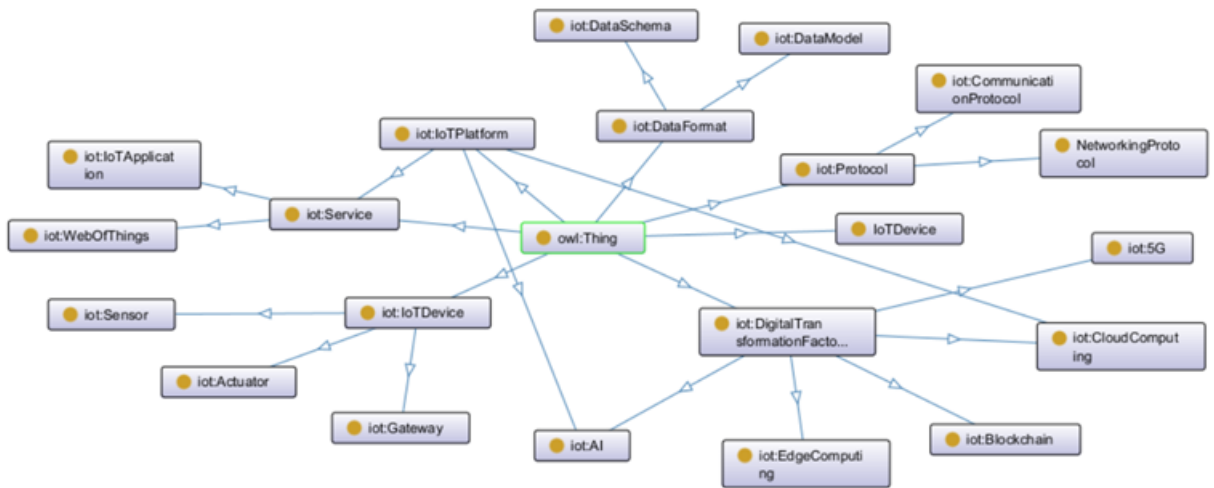 iot:DataSchema
iot:DataModel
iot:Communicati
onProtocol
iot:DataFormat
iot:IoTPlatform
iot:IoTApplicat
ion
NetworkingProto
col
iot:Protocol
iot:Service
iot:WebOfThings
owl:Thing
IoTDevice
iot:5G
iot:Sensor
iot:IoTDevice
iot:DigitalTran
sformationFacto...
iot:CloudComput
ing
iot:Actuator
iot:Gateway
iot:AI
iot:EdgeComputi
ng
iot:Blockchain